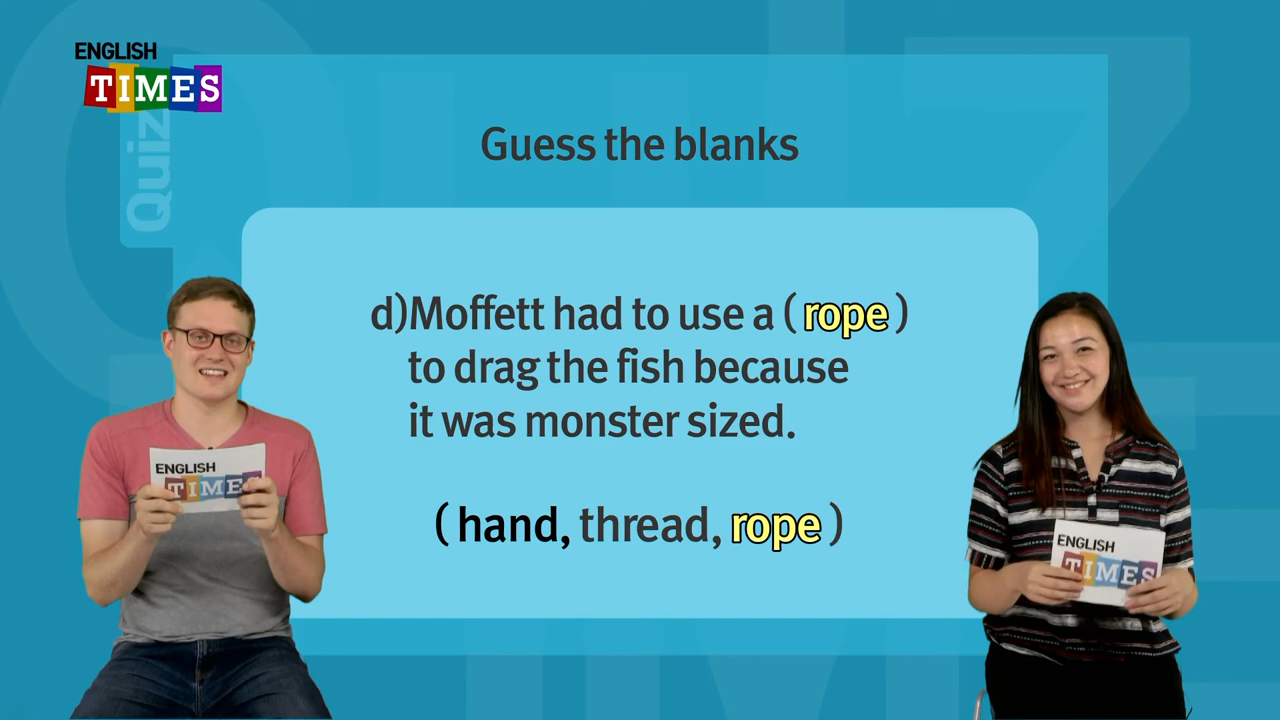 ENGLISH
TIMES
Quiz
Guess the blanks
d)Moffett had to use a ( rope )
to drag the fish because
it was monster sized.
( hand, thread, rope )
ENGLISH
TIMES
ENGLISH
TIMES